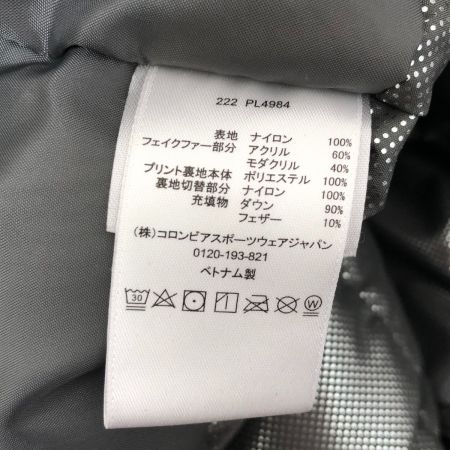 222 PL4984
表地 ナイロン 100%
フェイクファー部分 アクリル 60%
モダクリル 40%
プリント裏地本体 ポリエステル 100%
裏地切替部分 ナイロン 100%
充填物 ダウン 90%
フェザー 10%
(株)コロンビアスポーツウェアジャパン
0120-193-821
ベトナム製
30 W